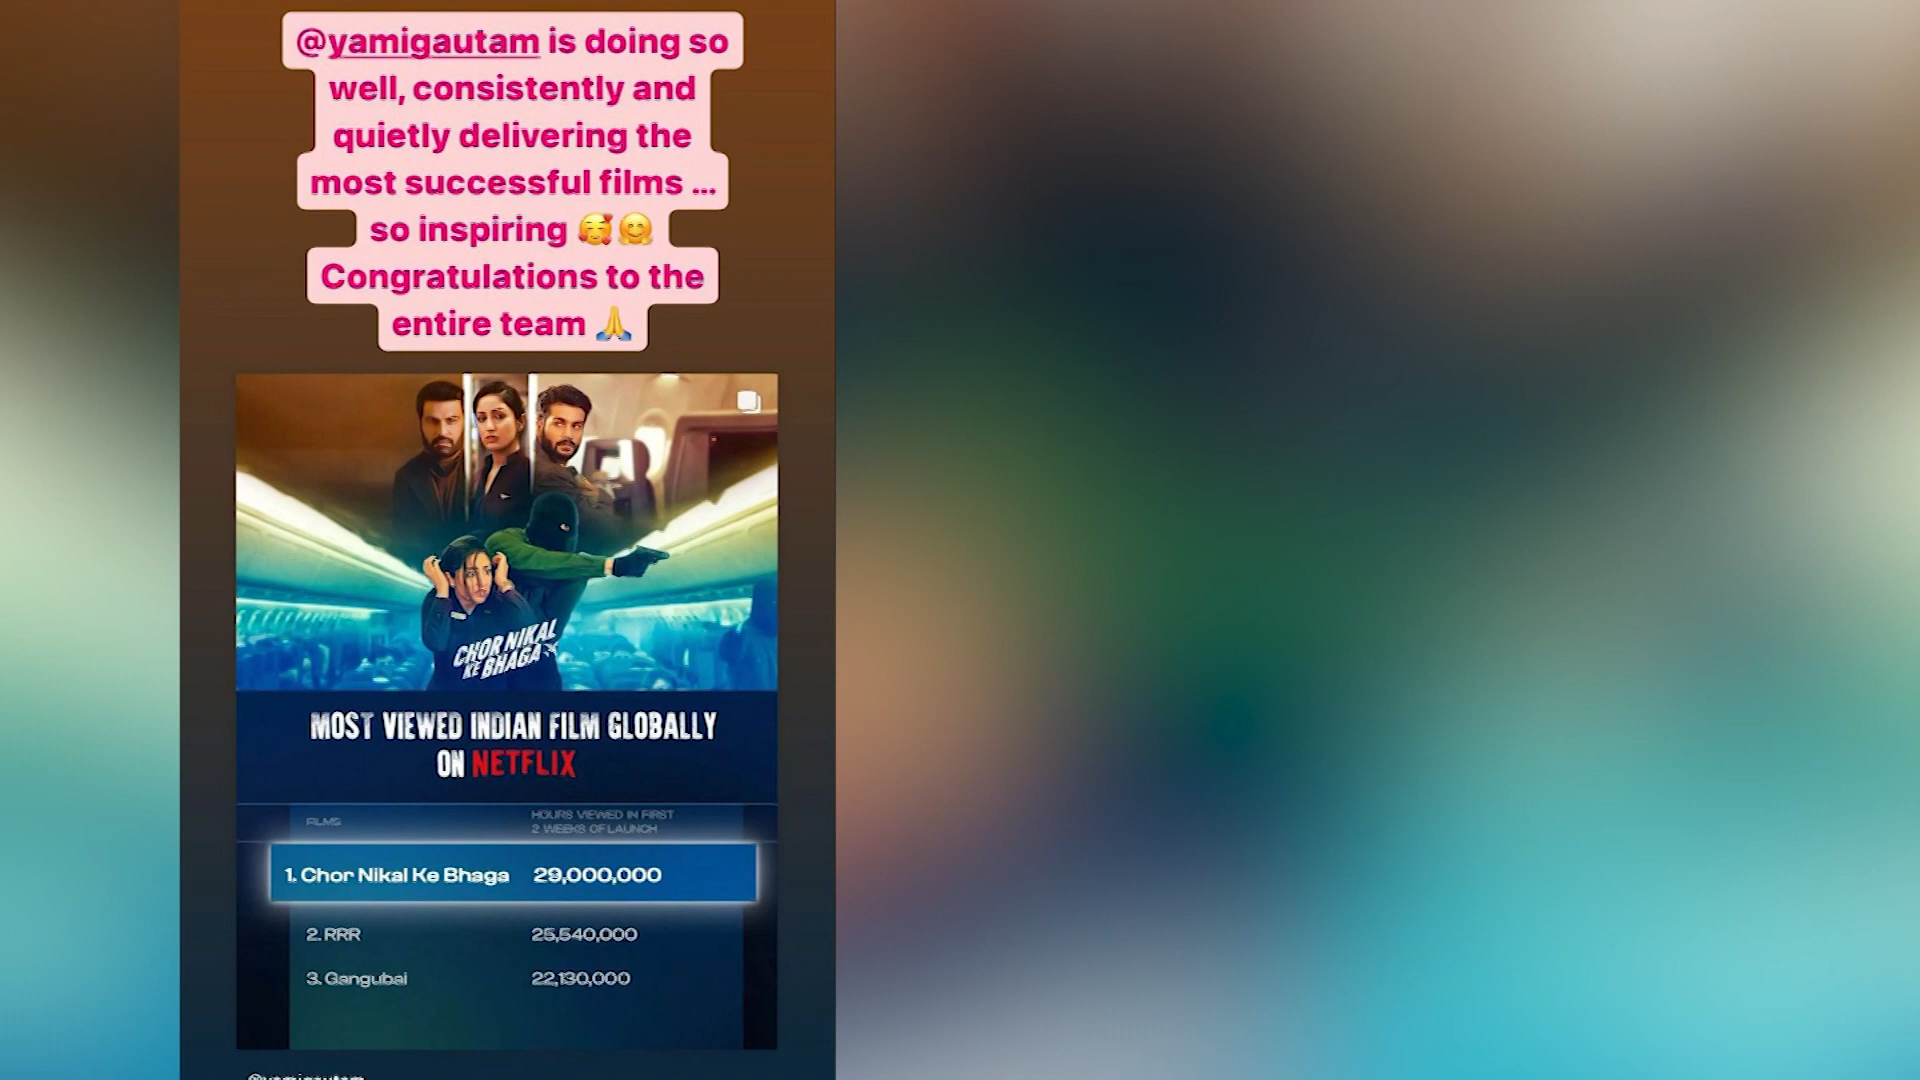 @yamigautam is doing so
well, consistently and
quietly delivering the
most successful films ...
so inspiring 🥰🤗
Congratulations to the
entire team 🙏
CHOR NIKAL
KE BHAGA
MOST VIEWED INDIAN FILM GLOBALLY
ON NETFLIX
FILMS HOURS VIEWED IN FIRST
2 WEEKS OF LAUNCH
1. Chor Nikal Ke Bhaga 29,000,000
2. RRR 25,540,000
3. Gangubai 22,130,000
@yamigautam